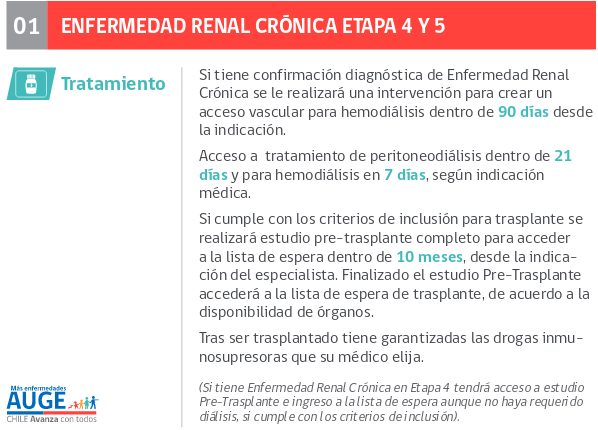 01 ENFERMEDAD RENAL CRÓNICA ETAPA 4 Y 5
Tratamiento
Si tiene confirmación diagnóstica de Enfermedad Renal
Crónica se le realizará una intervención para crear un
acceso vascular para hemodiálisis dentro de 90 días desde
la indicación.
Acceso a tratamiento de peritoneodiálisis dentro de 21
días y para hemodiálisis en 7 días, según indicación
médica.
Si cumple con los criterios de inclusión para trasplante se
realizará estudio pre-trasplante completo para acceder
a la lista de espera dentro de 10 meses, desde la indica-
ción del especialista. Finalizado el estudio Pre-Trasplante
accederá a la lista de espera de trasplante, de acuerdo a la
disponibilidad de órganos.
Tras ser trasplantado tiene garantizadas las drogas inmu-
nosupresoras que su médico elija.
(Si tiene Enfermedad Renal Crónica en Etapa 4 tendrá acceso a estudio
Pre-Trasplante e ingreso a la lista de espera aunque no haya requerido
diálisis, si cumple con los criterios de inclusión).
Más enfermedades
AUGE
CHILE Avanza con todos